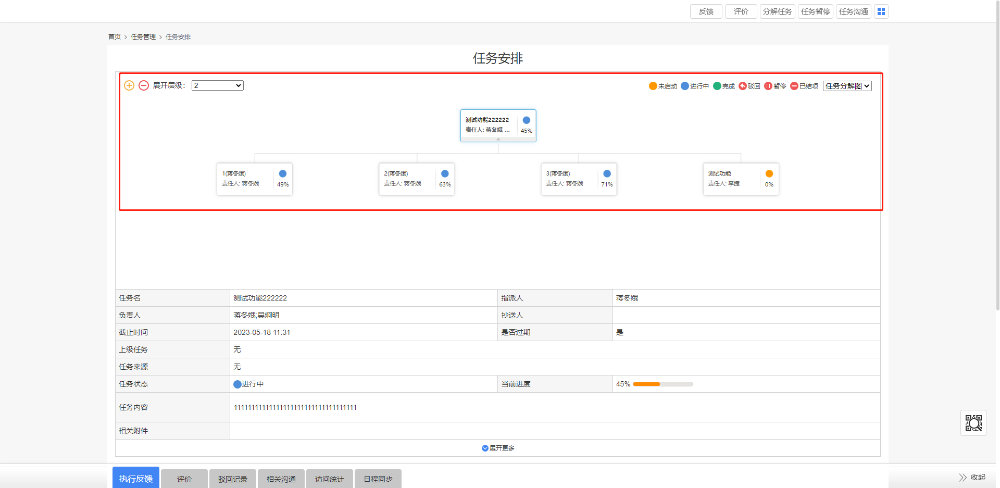 反馈 评价 分解任务 任务暂停 任务沟通
首页 > 任务管理 > 任务安排
任务安排
展开层级： 2 未启动 进行中 完成 驳回 暂停 已结项 任务分解图
测试功能222222
责任人: 蒋冬娥 ... 45%
1(蒋冬娥)
责任人: 蒋冬娥 49%
2(蒋冬娥)
责任人: 蒋冬娥 63%
3(蒋冬娥)
责任人: 蒋冬娥 71%
测试功能
责任人: 李捷 0%
任务名 测试功能222222 指派人 蒋冬娥
负责人 蒋冬娥;吴炯明 抄送人
截止时间 2023-05-18 11:31 是否过期 是
上级任务 无
任务来源 无
任务状态 进行中 当前进度 45%
任务内容 11111111111111111111111111111111111
相关附件
展开更多
执行反馈 评价 驳回记录 相关沟通 访问统计 日程同步 收起